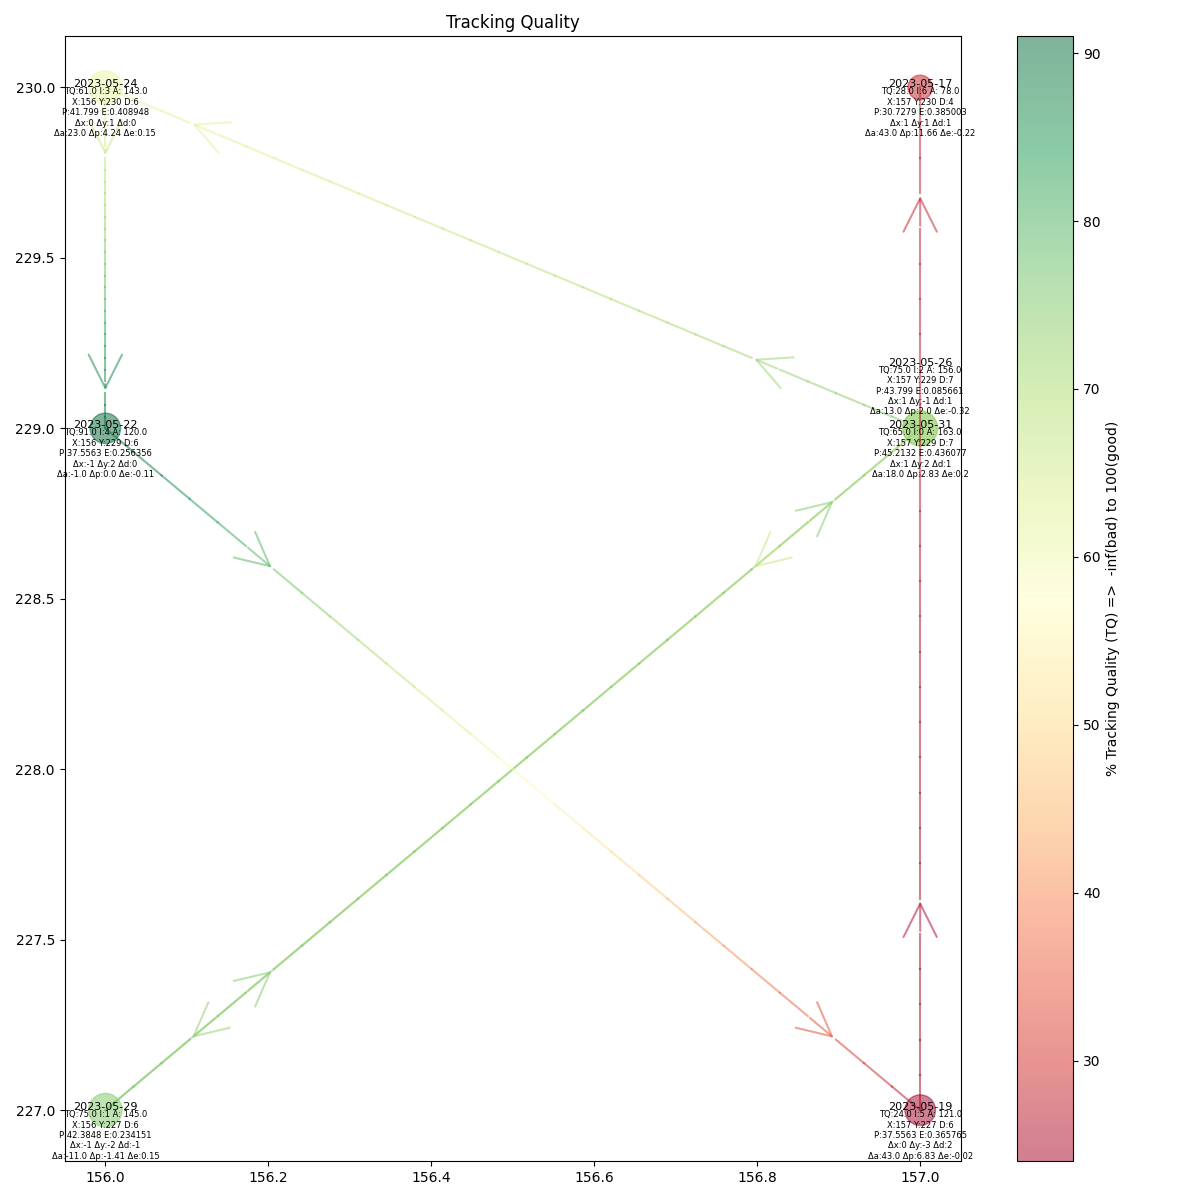 Tracking Quality
2023-05-24
TQ:61.0 I:3 A: 143.0
X:156 Y:230 D:6
P:41.799 E:0.408948
Δx:0 Δy:1 Δd:0
Δa:23.0 Δp:4.24 Δe:0.15
2023-05-17
TQ:28.0 I:6 A: 78.0
X:157 Y:230 D:4
P:30.7279 E:0.385003
Δx:1 Δy:1 Δd:1
Δa:43.0 Δp:11.66 Δe:-0.22
2023-05-26
TQ:75.0 I:2 A: 156.0
X:157 Y:229 D:7
P:43.799 E:0.085661
Δx:1 Δy:-1 Δd:1
Δa:13.0 Δp:2.0 Δe:-0.32
2023-05-22
TQ:91.0 I:4 A: 120.0
X:156 Y:229 D:6
P:37.5563 E:0.256356
Δx:-1 Δy:2 Δd:0
Δa:-1.0 Δp:0.0 Δe:-0.11
2023-05-31
TQ:65.0 I:0 A: 163.0
X:157 Y:229 D:7
P:45.2132 E:0.436077
Δx:1 Δy:2 Δd:1
Δa:18.0 Δp:2.83 Δe:0.2
2023-05-29
TQ:75.0 I:1 A: 145.0
X:156 Y:227 D:6
P:42.3848 E:0.234151
Δx:-1 Δy:-2 Δd:-1
Δa:-11.0 Δp:-1.41 Δe:0.15
2023-05-19
TQ:24.0 I:5 A: 121.0
X:157 Y:227 D:6
P:37.5563 E:0.365765
Δx:0 Δy:-3 Δd:2
Δa:43.0 Δp:6.83 Δe:-0.02
230.0
229.5
229.0
228.5
228.0
227.5
227.0
156.0
156.2
156.4
156.6
156.8
157.0
90
80
70
60
50
40
30
% Tracking Quality (TQ) => -inf(bad) to 100(good)